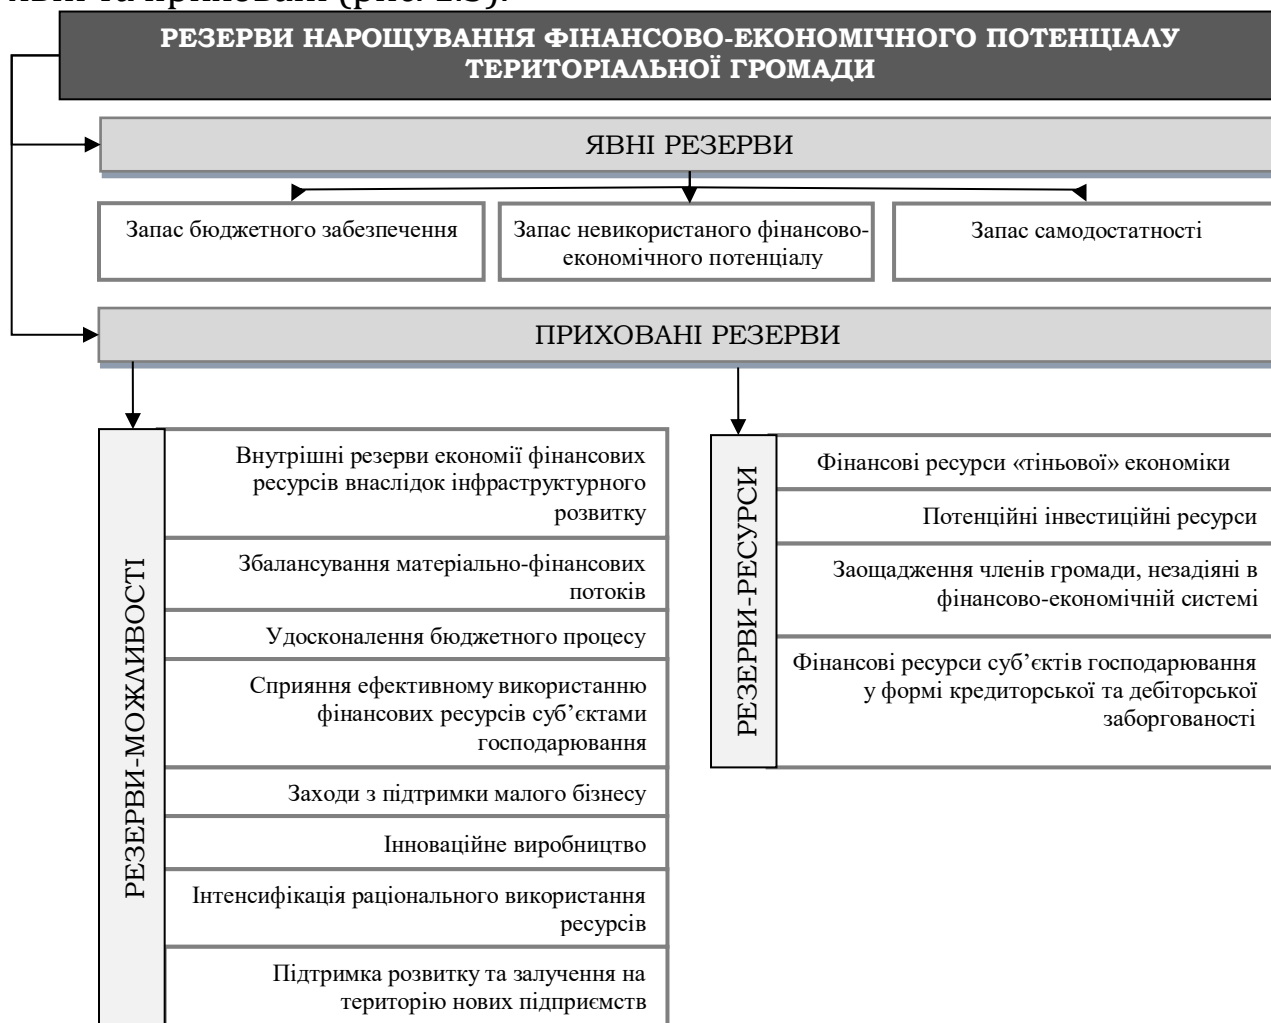 явні та приховані (рис. 2.3).
РЕЗЕРВИ НАРОЩУВАННЯ ФІНАНСОВО-ЕКОНОМІЧНОГО ПОТЕНЦІАЛУ
ТЕРИТОРІАЛЬНОЇ ГРОМАДИ
ЯВНІ РЕЗЕРВИ
Запас бюджетного забезпечення
Запас невикористаного фінансово-
економічного потенціалу
Запас самодостатності
ПРИХОВАНІ РЕЗЕРВИ
РЕЗЕРВИ-МОЖЛИВОСТІ
Внутрішні резерви економії фінансових
ресурсів внаслідок інфраструктурного
розвитку
Збалансування матеріально-фінансових
потоків
Удосконалення бюджетного процесу
Сприяння ефективному використанню
фінансових ресурсів суб’єктами
господарювання
Заходи з підтримки малого бізнесу
Інноваційне виробництво
Інтенсифікація раціонального використання
ресурсів
Підтримка розвитку та залучення на
територію нових підприємств
РЕЗЕРВИ-РЕСУРСИ
Фінансові ресурси «тіньової» економіки
Потенційні інвестиційні ресурси
Заощадження членів громади, незадіяні в
фінансово-економічній системі
Фінансові ресурси суб’єктів господарювання
у формі кредиторської та дебіторської
заборгованості